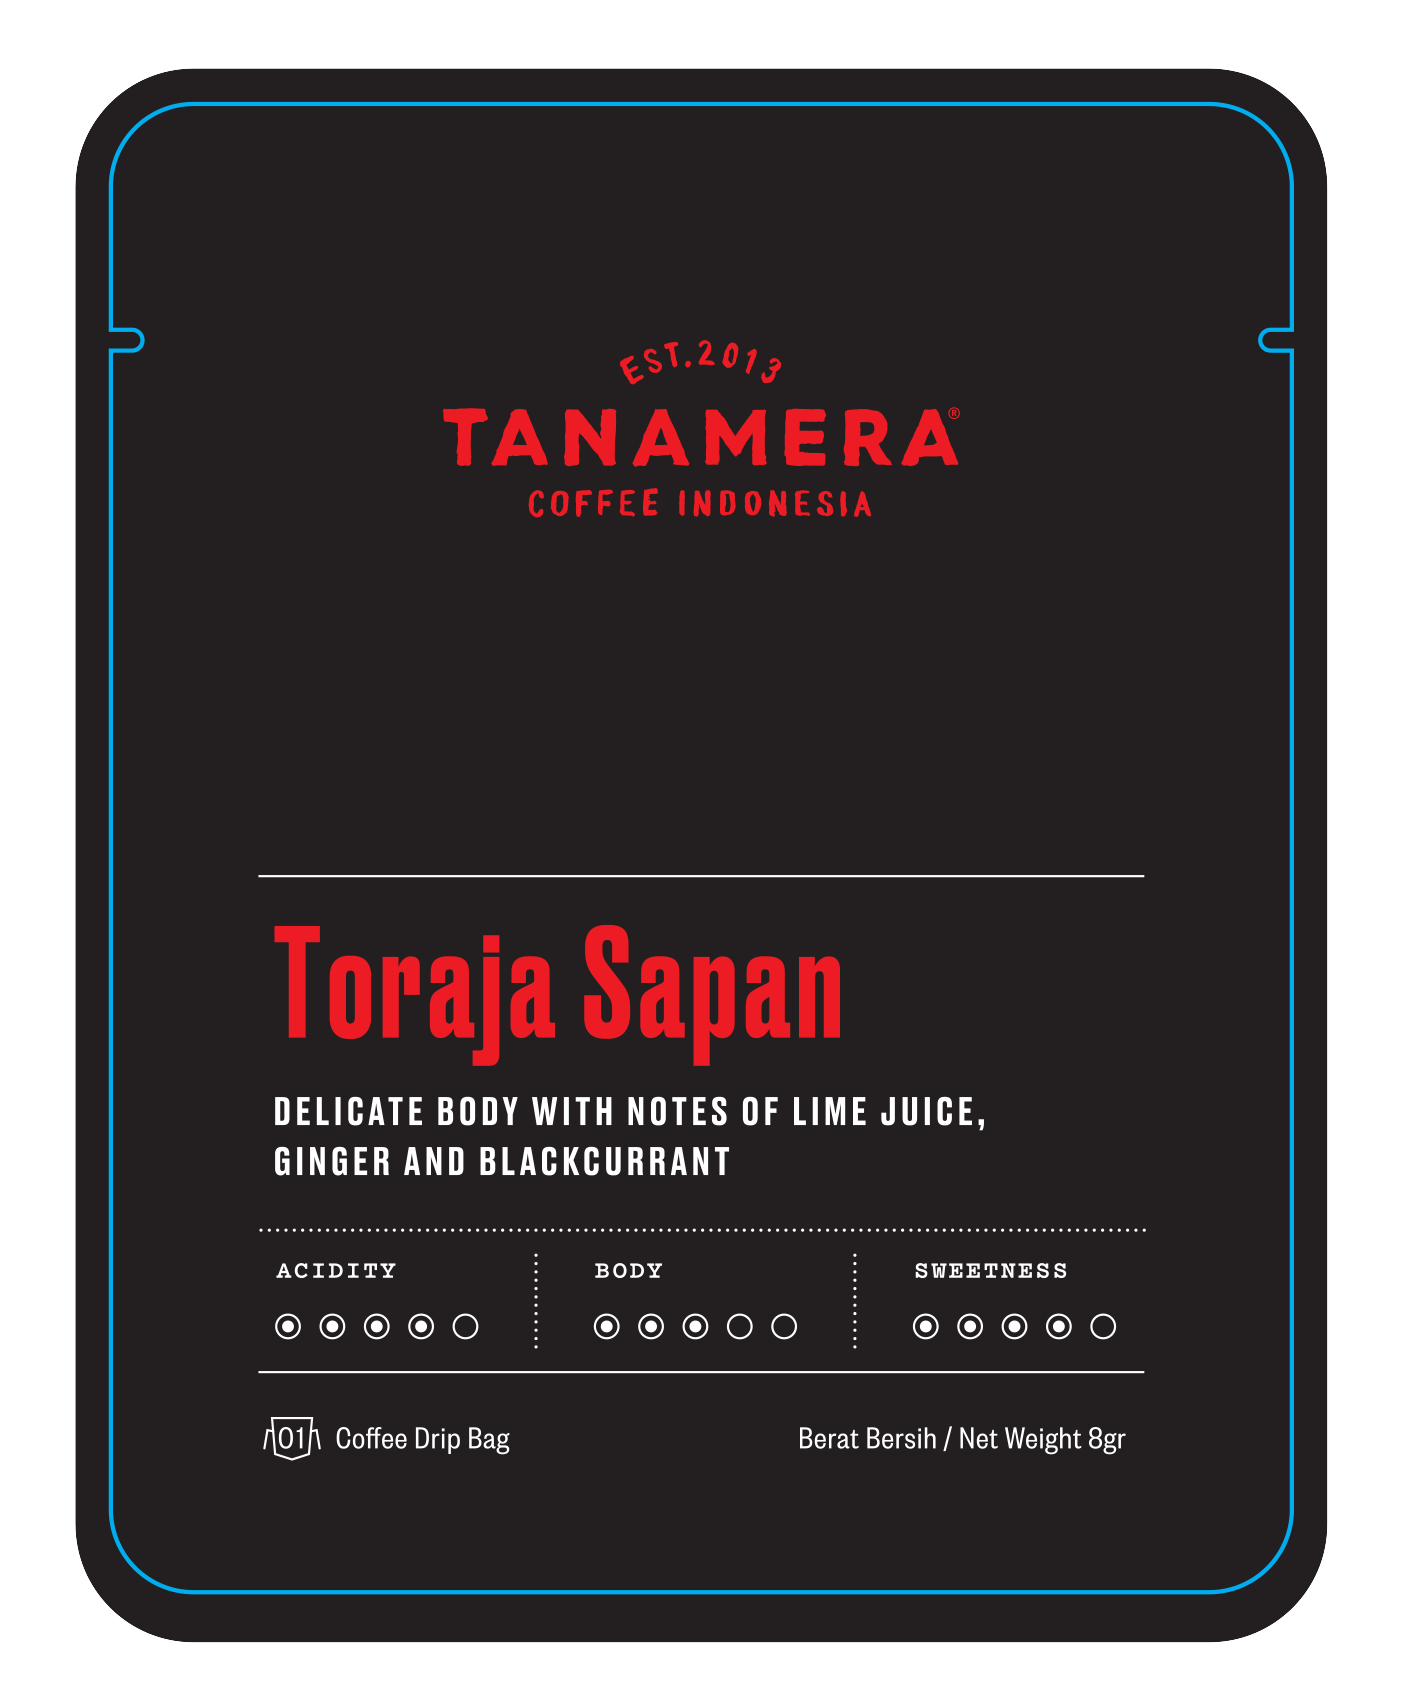 EST.2013
TANAMERA®
COFFEE INDONESIA
Toraja Sapan
DELICATE BODY WITH NOTES OF LIME JUICE,
GINGER AND BLACKCURRANT
ACIDITY BODY SWEETNESS
01 Coffee Drip Bag Berat Bersih / Net Weight 8gr